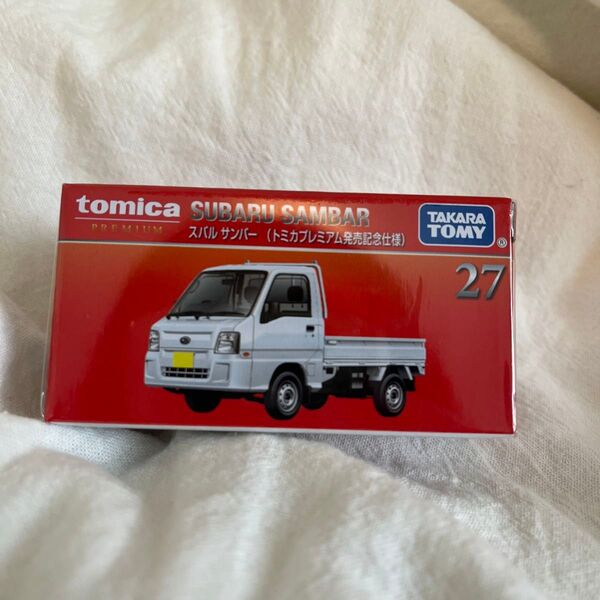 tomica
PREMIUM
SUBARU SAMBAR
スバル サンバー （トミカプレミアム発売記念仕様）
TAKARA
TOMY
®
27